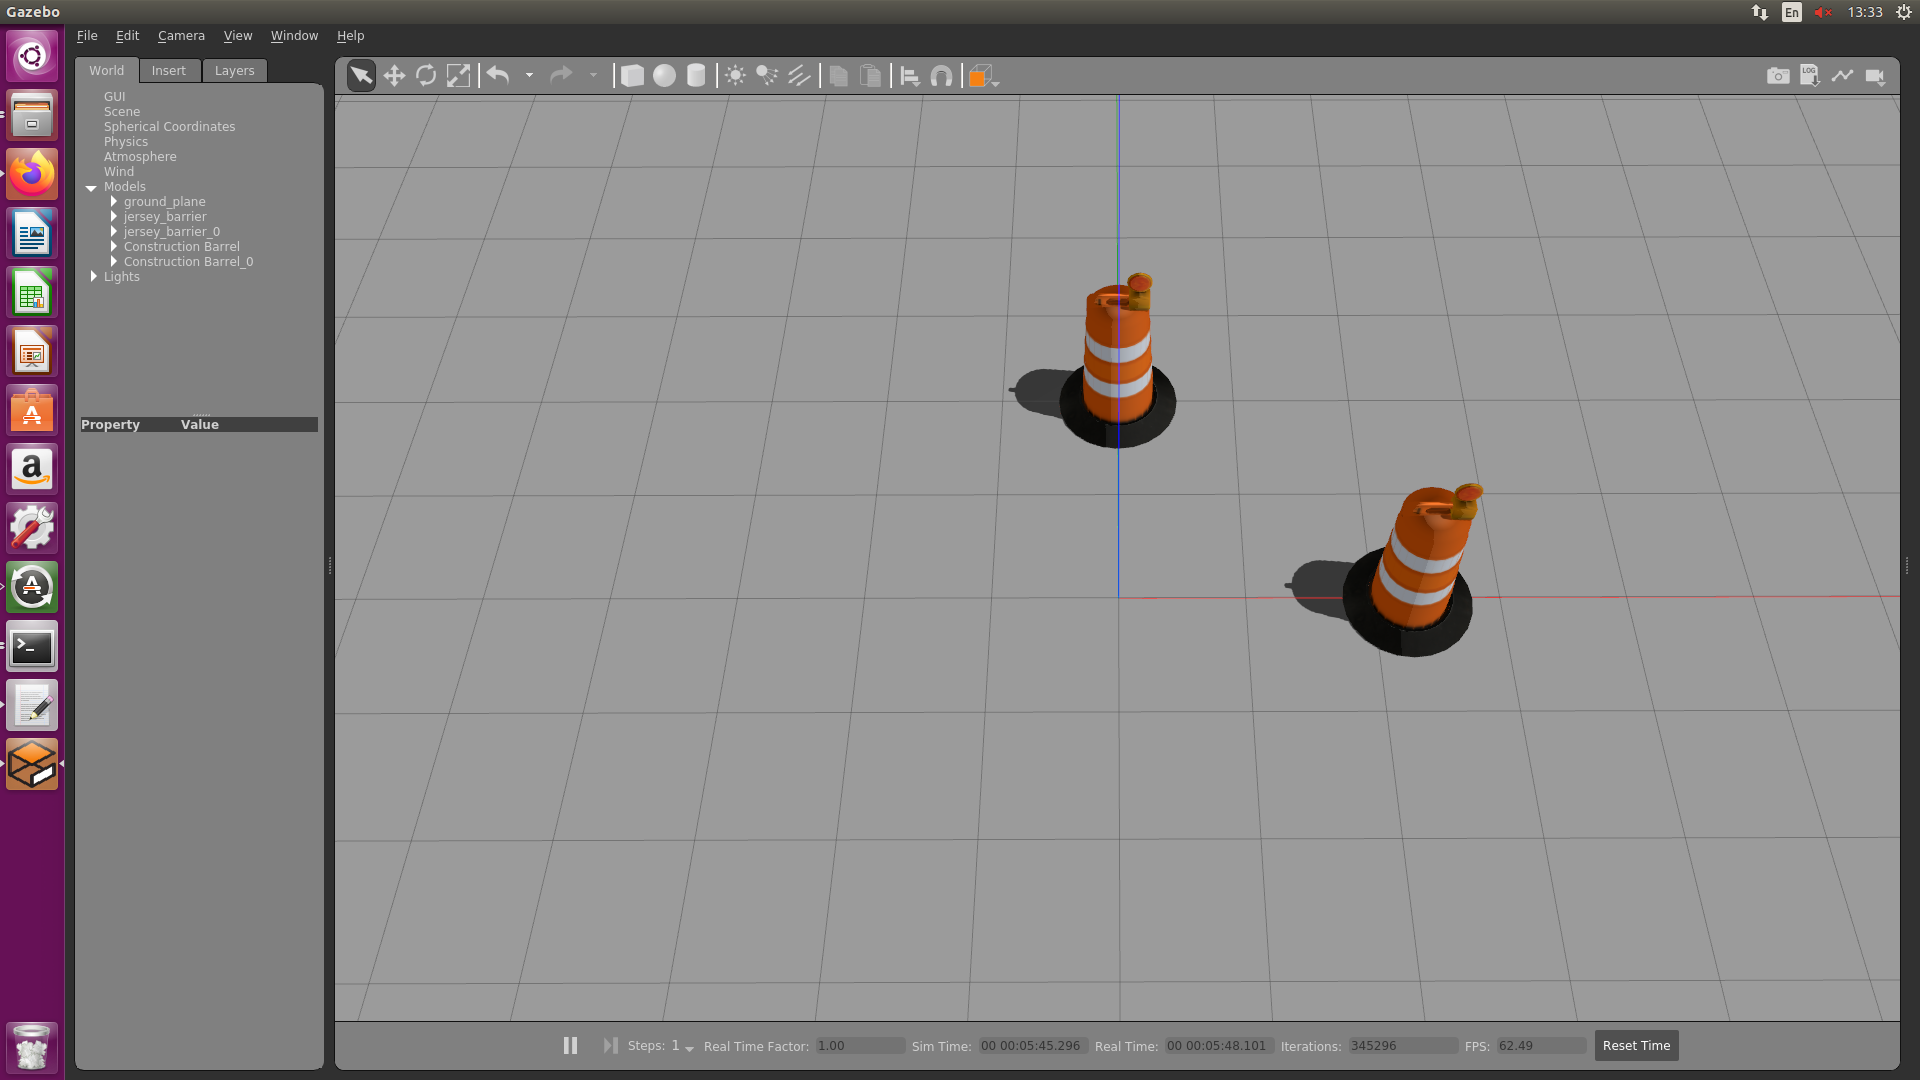 Gazebo
En
13:33
File Edit Camera View Window Help
World Insert Layers
LOG
GUI
Scene
Spherical Coordinates
Physics
Atmosphere
Wind
Models
ground_plane
jersey_barrier
jersey_barrier_0
Construction Barrel
Construction Barrel_0
Lights
Property Value
Steps: 1 Real Time Factor: 1.00 Sim Time: 00 00:05:45.296 Real Time: 00 00:05:48.101 Iterations: 345296 FPS: 62.49 Reset Time